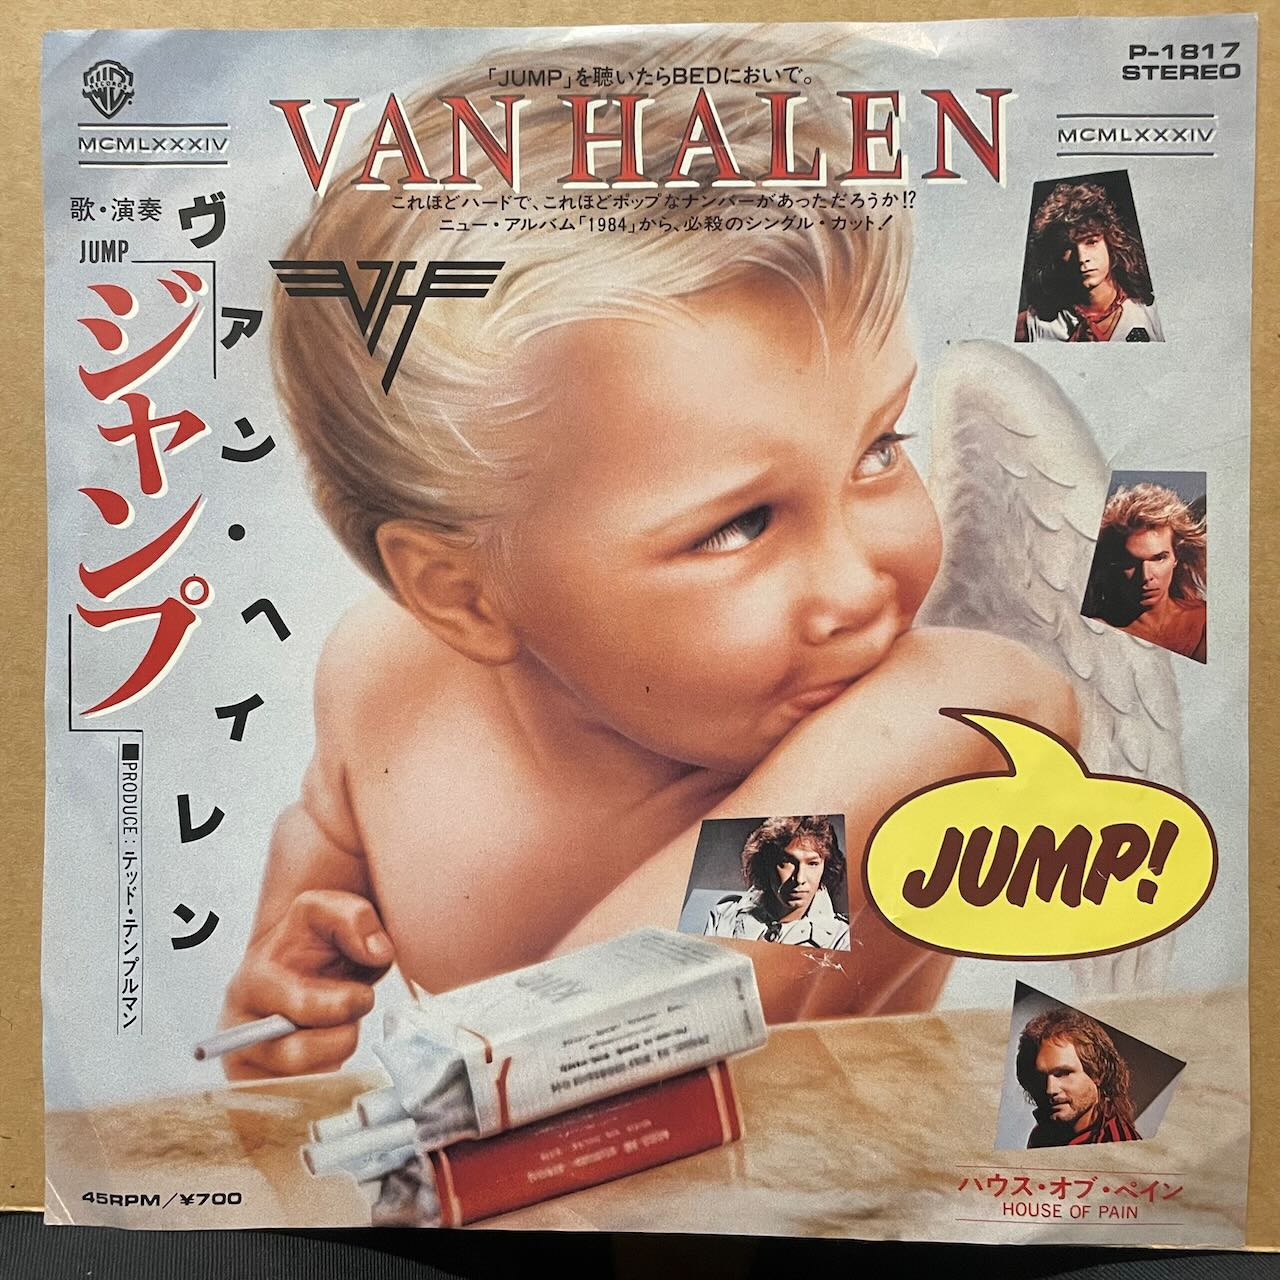 P-1817
STEREO
「JUMP」を聴いたらBEDにおいで。
VAN HALEN
RECORDS
MCMLXXXIV
MCMLXXXIV
これほどハードで、これほどポップなナンバーがあっただろうか!?
ニュー・アルバム「1984」から、必殺のシングル・カット!
歌・演奏
ヴァン・ヘイレン
JUMP
「ジャンプ」
VH
■PRODUCE:テッド・テンプルマン
JUMP!
45RPM/¥700
ハウス・オブ・ペイン
HOUSE OF PAIN